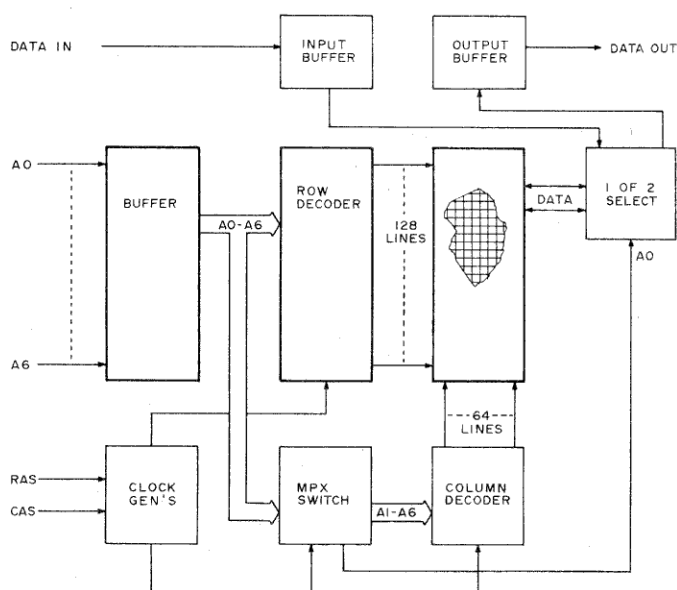 DATA IN
INPUT
BUFFER
OUTPUT
BUFFER
DATA OUT
A0
BUFFER
ROW
DECODER
1 OF 2
SELECT
DATA
A0-A6
128
LINES
A0
A6
64
LINES
RAS
CAS
CLOCK
GEN'S
MPX
SWITCH
A1-A6
COLUMN
DECODER